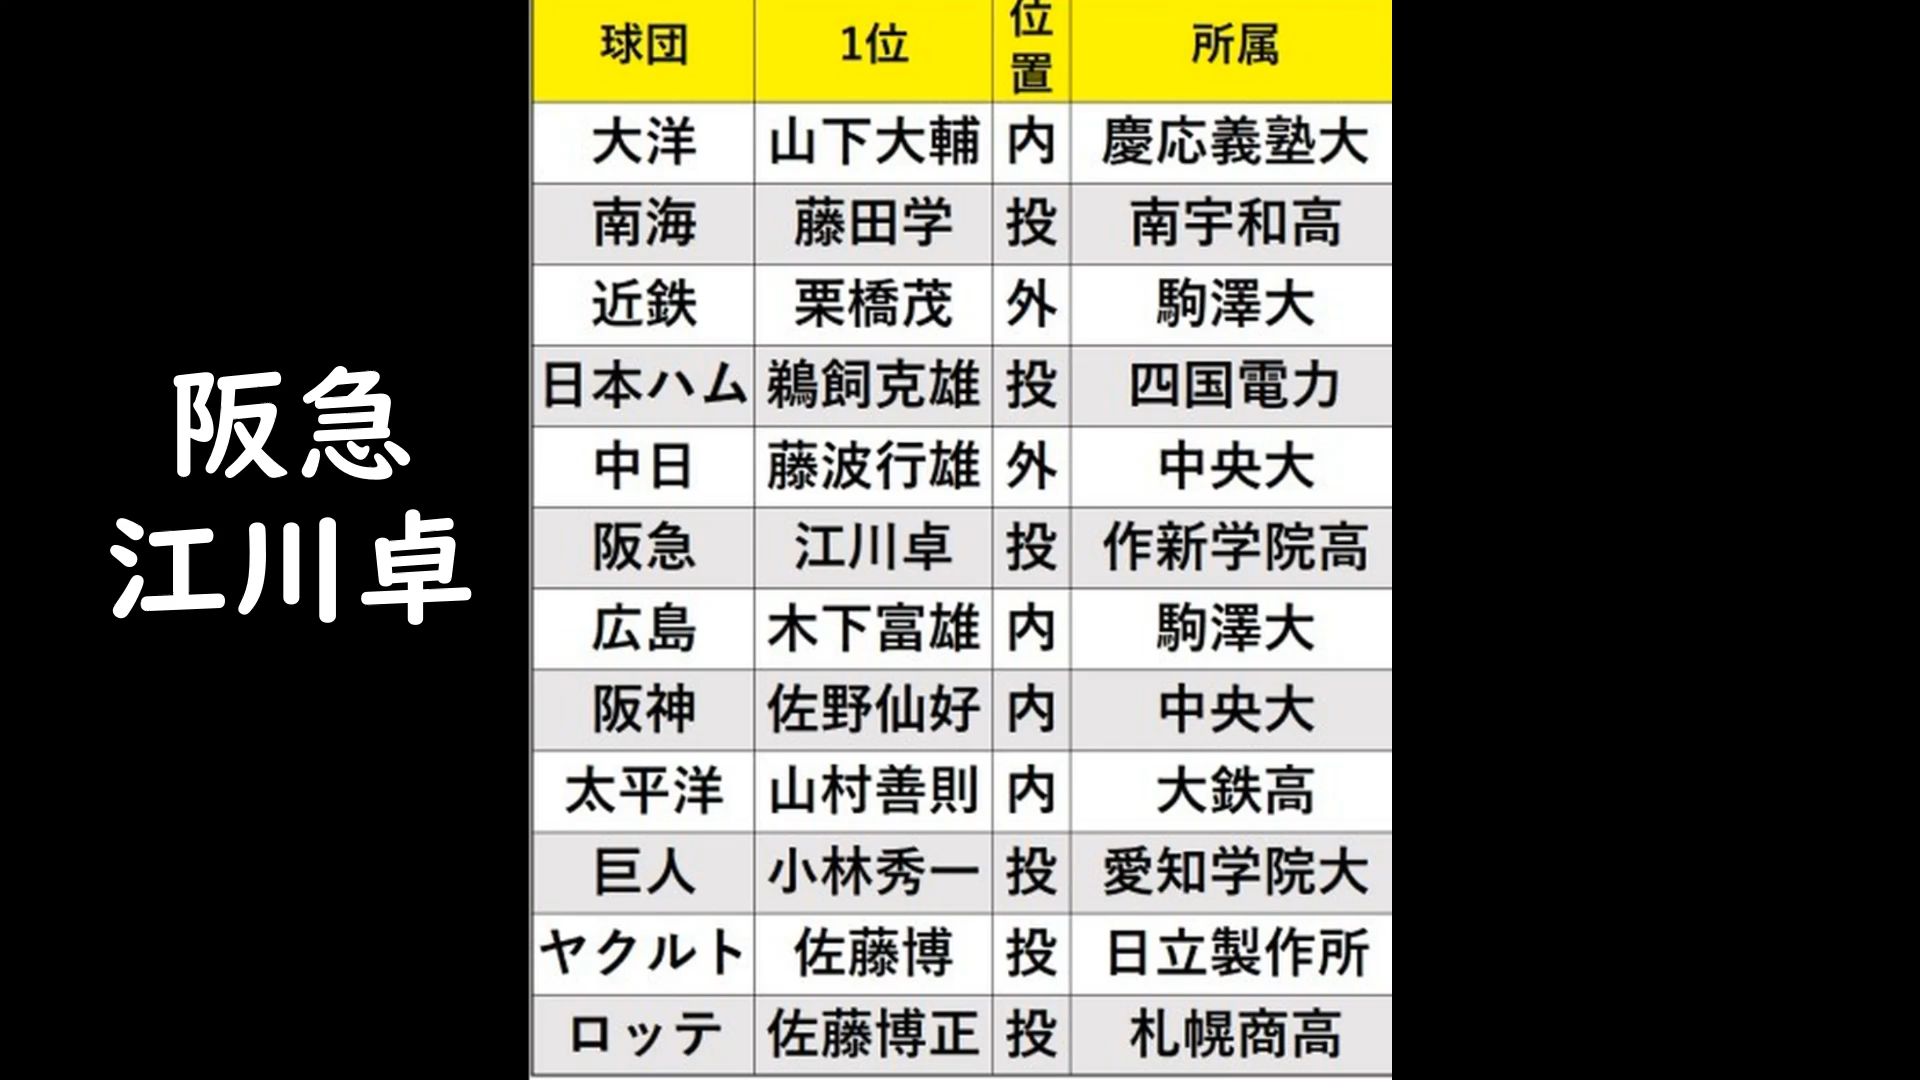 阪急
江川卓
球団 1位 位置 所属
大洋 山下大輔 内 慶応義塾大
南海 藤田学 投 南宇和高
近鉄 栗橋茂 外 駒澤大
日本ハム 鵜飼克雄 投 四国電力
中日 藤波行雄 外 中央大
阪急 江川卓 投 作新学院高
広島 木下富雄 内 駒澤大
阪神 佐野仙好 内 中央大
太平洋 山村善則 内 大鉄高
巨人 小林秀一 投 愛知学院大
ヤクルト 佐藤博 投 日立製作所
ロッテ 佐藤博正 投 札幌商高